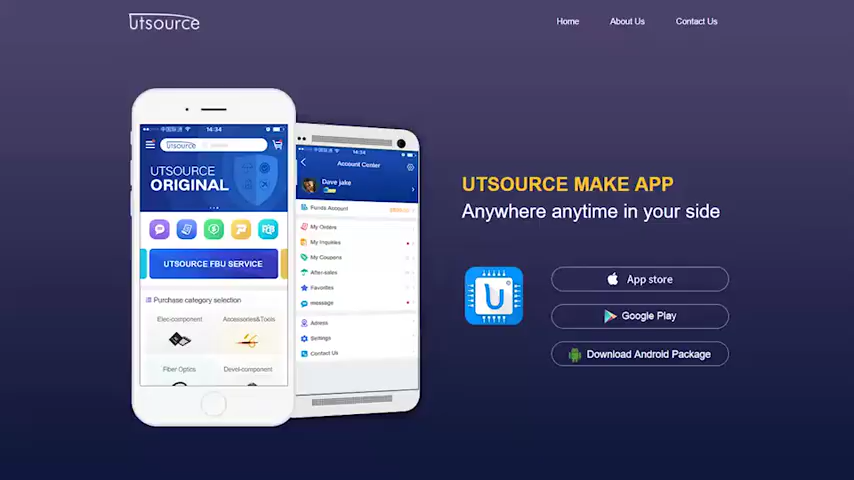 Utsource
Home
About Us
Contact Us
14:34
Utsource
UTSOURCE
ORIGINAL
UTSOURCE FBU SERVICE
Purchase category selection
Elec-component
Accessories&Tools
Fiber Optics
Devel-component
14:34
Account Center
Dave jake
Funds Account
My Orders
My Inquiries
My Coupons
After-sales
Favorites
message
Adress
Settings
Contact Us
UTSOURCE MAKE APP
Anywhere anytime in your side
U
App store
Google Play
Download Android Package